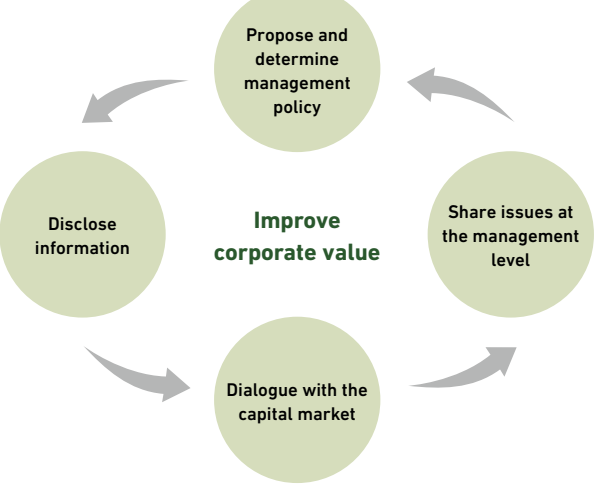 Propose and
determine
management
policy
Disclose
information
Improve
corporate value
Share issues at
the management
level
Dialogue with the
capital market